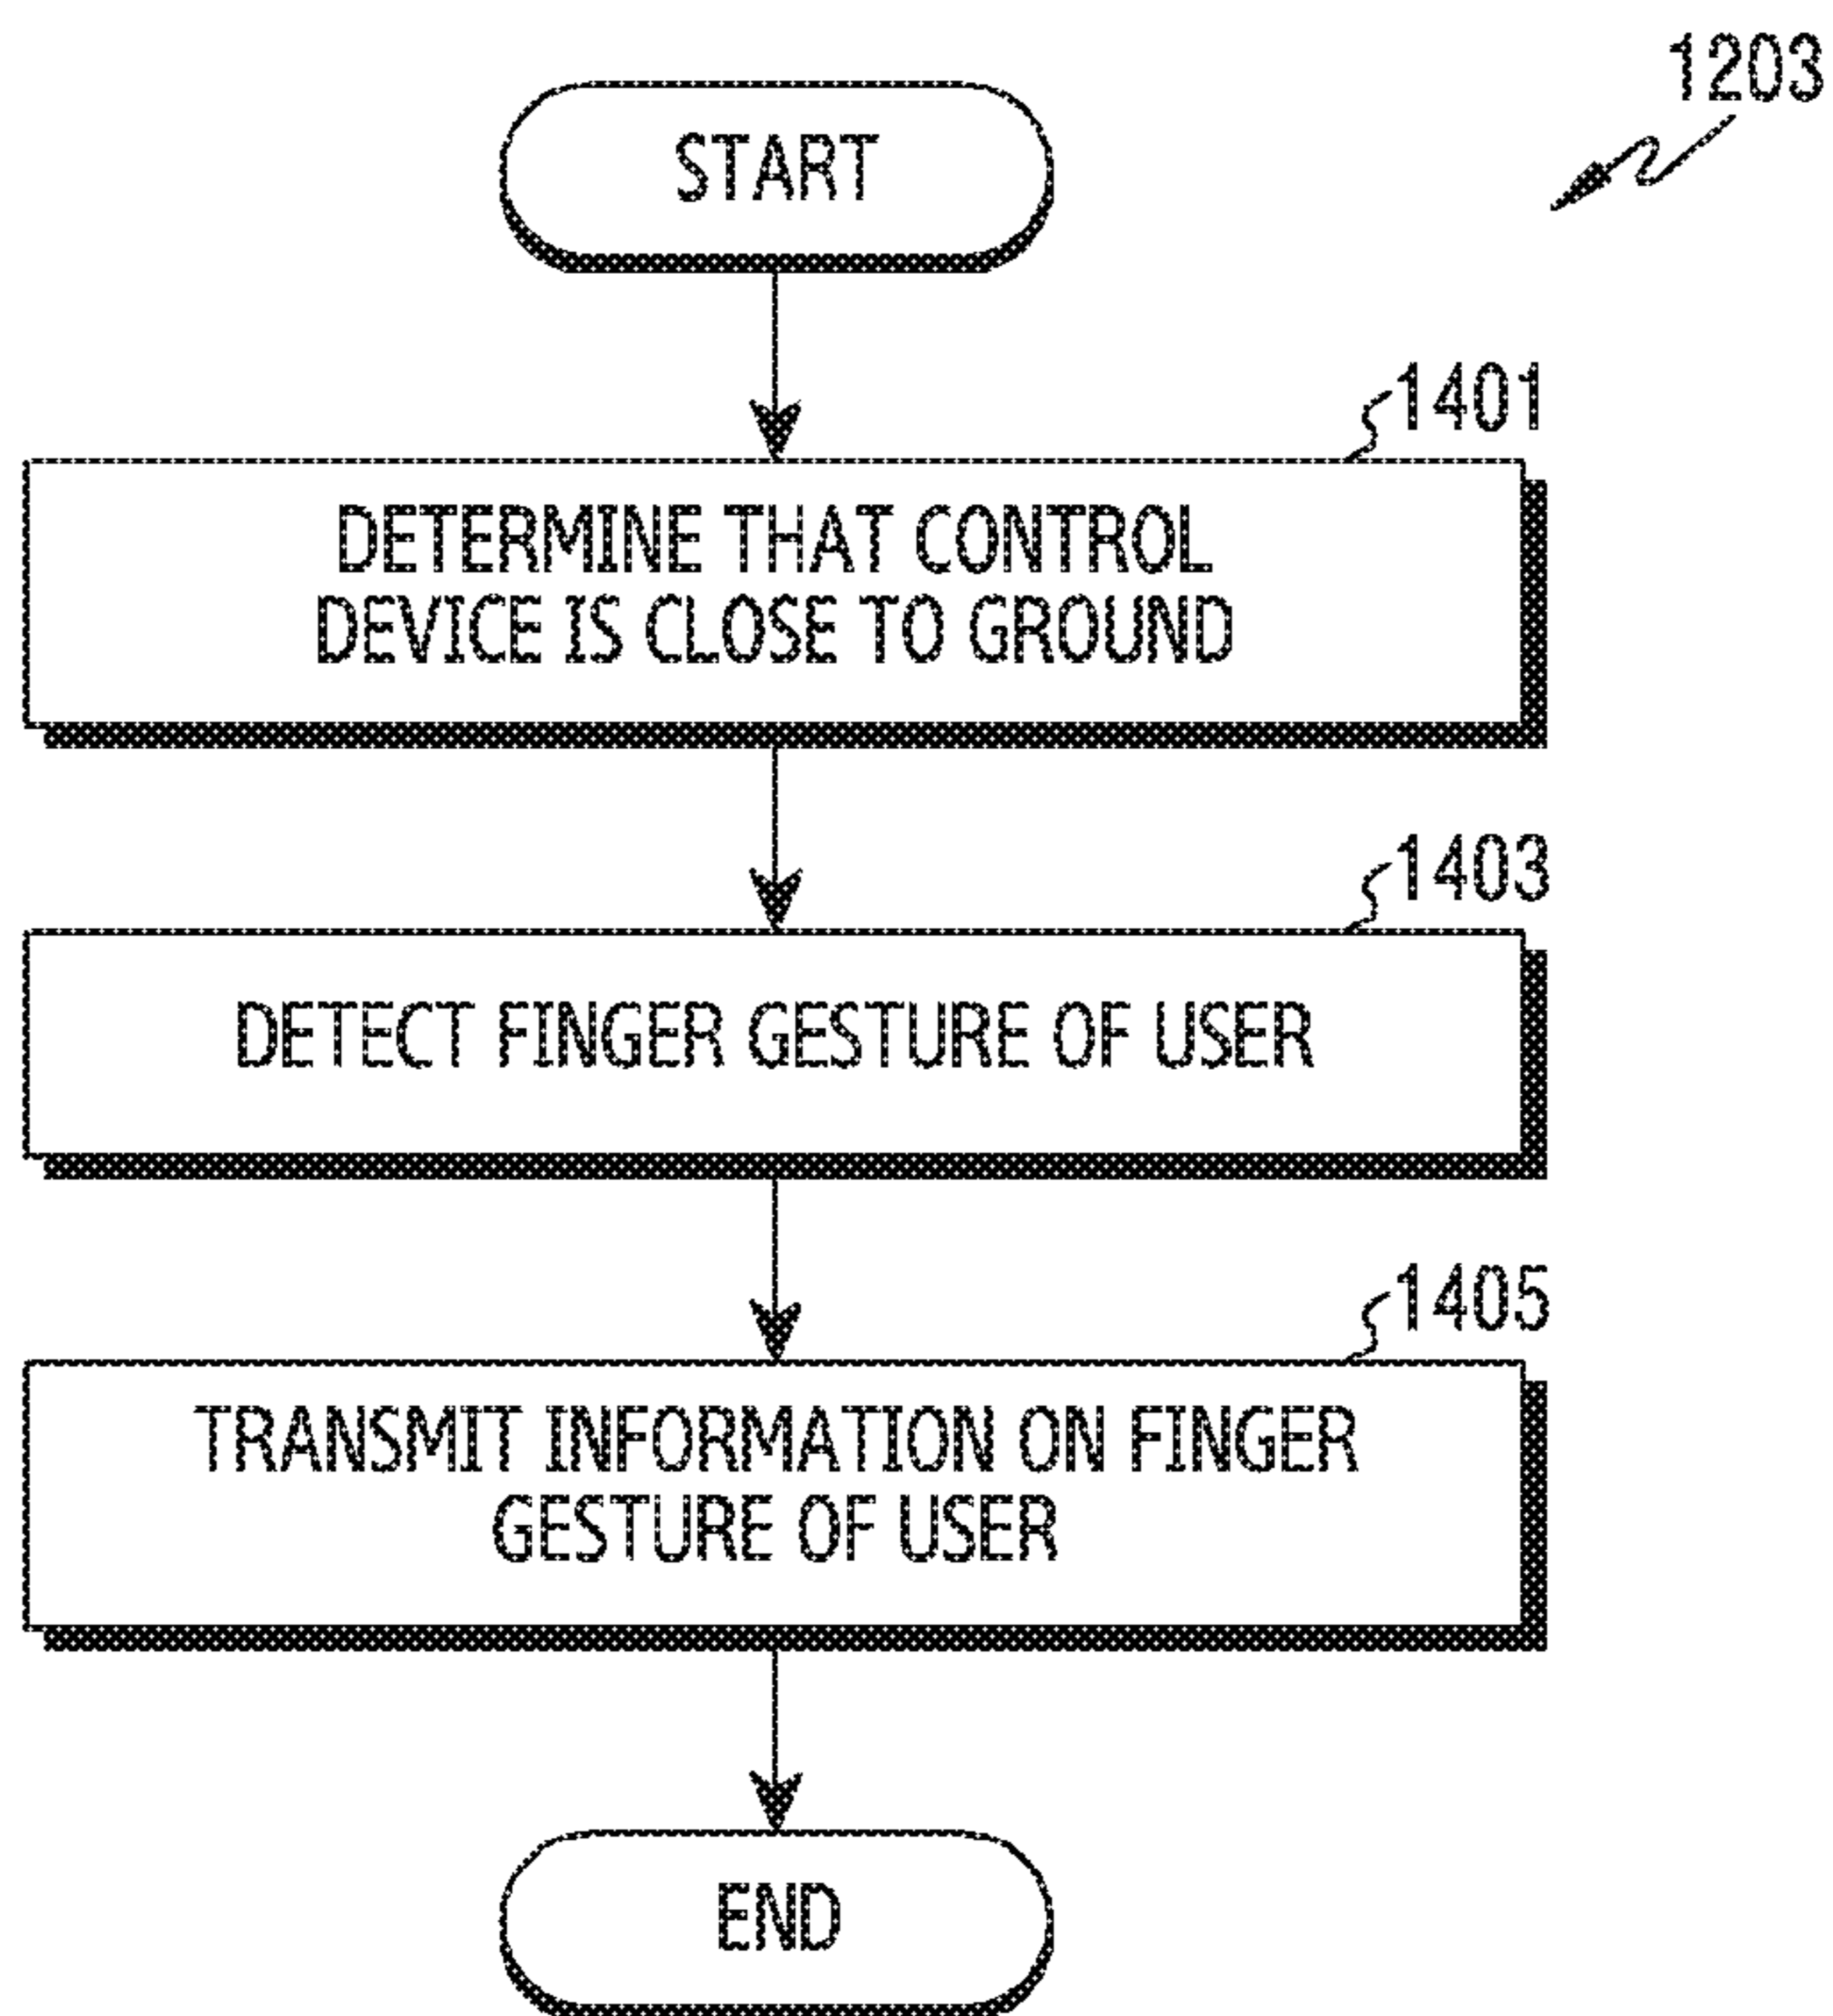 1203
START
1401
DETERMINE THAT CONTROL
DEVICE IS CLOSE TO GROUND
1403
DETECT FINGER GESTURE OF USER
1405
TRANSMIT INFORMATION ON FINGER
GESTURE OF USER
END